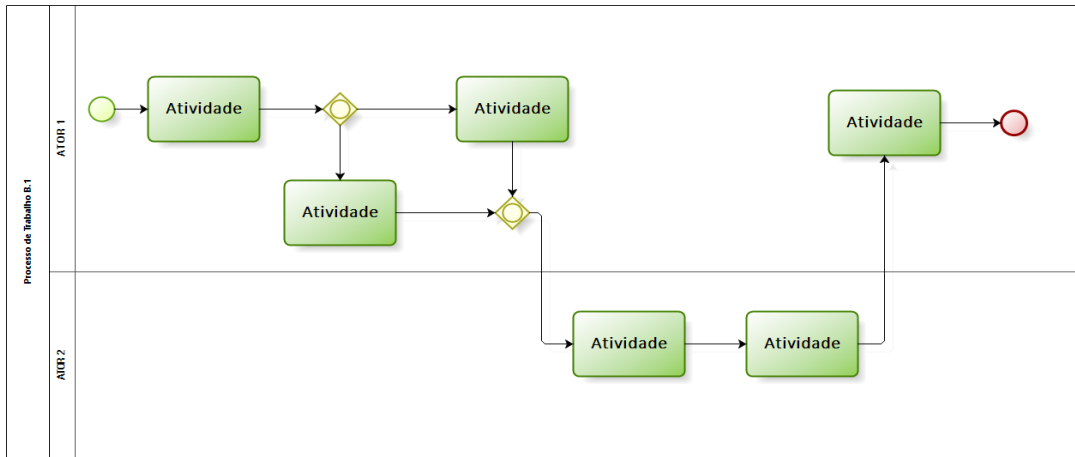 Processo de Trabalho B.1
ATOR 1
Atividade
Atividade
Atividade
Atividade
ATOR 2
Atividade
Atividade